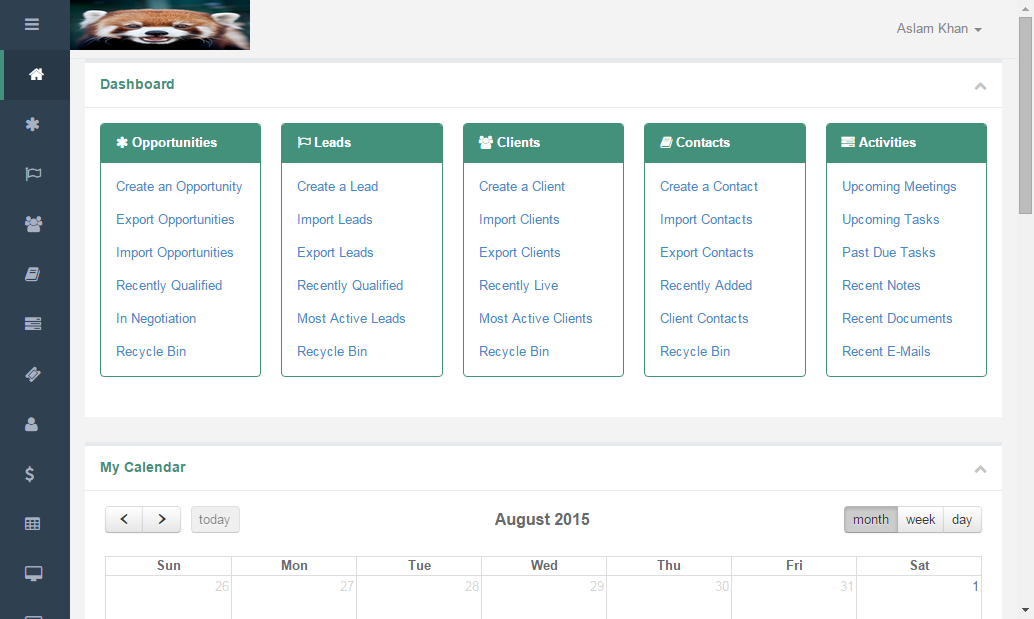 Aslam Khan
Dashboard
Opportunities
Create an Opportunity
Export Opportunities
Import Opportunities
Recently Qualified
In Negotiation
Recycle Bin
Leads
Create a Lead
Import Leads
Export Leads
Recently Qualified
Most Active Leads
Recycle Bin
Clients
Create a Client
Import Clients
Export Clients
Recently Live
Most Active Clients
Recycle Bin
Contacts
Create a Contact
Import Contacts
Export Contacts
Recently Added
Client Contacts
Recycle Bin
Activities
Upcoming Meetings
Upcoming Tasks
Past Due Tasks
Recent Notes
Recent Documents
Recent E-Mails
My Calendar
today August 2015 month week day
Sun Mon Tue Wed Thu Fri Sat
26 27 28 29 30 31 1